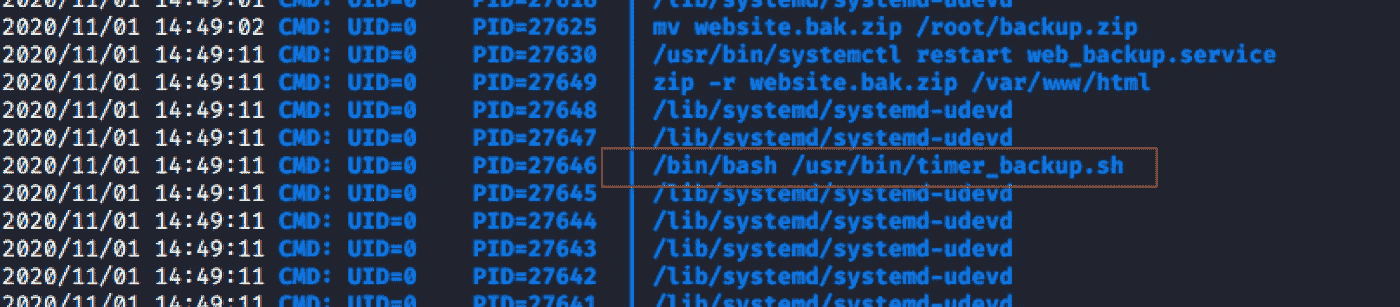 2020/11/01 14:49:01 CMD: UID=0 PID=27616 | /lib/systemd/systemd-udevd
2020/11/01 14:49:02 CMD: UID=0 PID=27625 | mv website.bak.zip /root/backup.zip
2020/11/01 14:49:11 CMD: UID=0 PID=27630 | /usr/bin/systemctl restart web_backup.service
2020/11/01 14:49:11 CMD: UID=0 PID=27649 | zip -r website.bak.zip /var/www/html
2020/11/01 14:49:11 CMD: UID=0 PID=27648 | /lib/systemd/systemd-udevd
2020/11/01 14:49:11 CMD: UID=0 PID=27647 | /lib/systemd/systemd-udevd
2020/11/01 14:49:11 CMD: UID=0 PID=27646 | /bin/bash /usr/bin/timer_backup.sh
2020/11/01 14:49:11 CMD: UID=0 PID=27645 | /lib/systemd/systemd-udevd
2020/11/01 14:49:11 CMD: UID=0 PID=27644 | /lib/systemd/systemd-udevd
2020/11/01 14:49:11 CMD: UID=0 PID=27643 | /lib/systemd/systemd-udevd
2020/11/01 14:49:11 CMD: UID=0 PID=27642 | /lib/systemd/systemd-udevd
2020/11/01 14:49:11 CMD: UID=0 PID=27641 | /lib/systemd/systemd-udevd